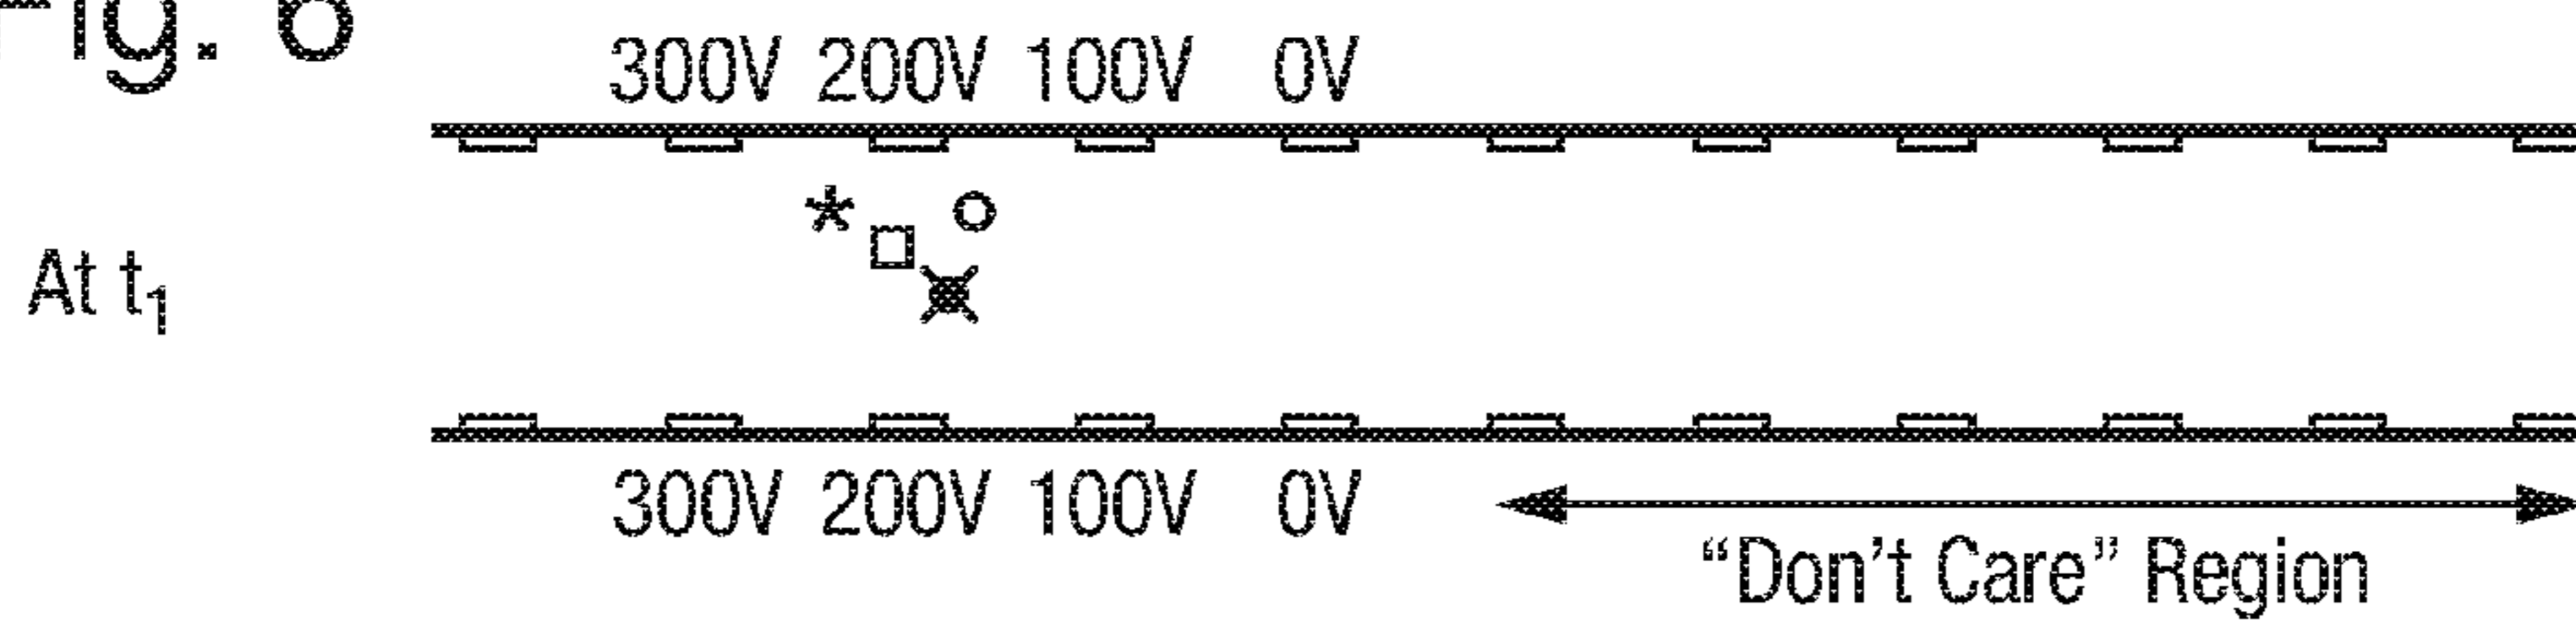 Fig. 6
300V 200V 100V 0V
At t₁
300V 200V 100V 0V
“Don’t Care” Region